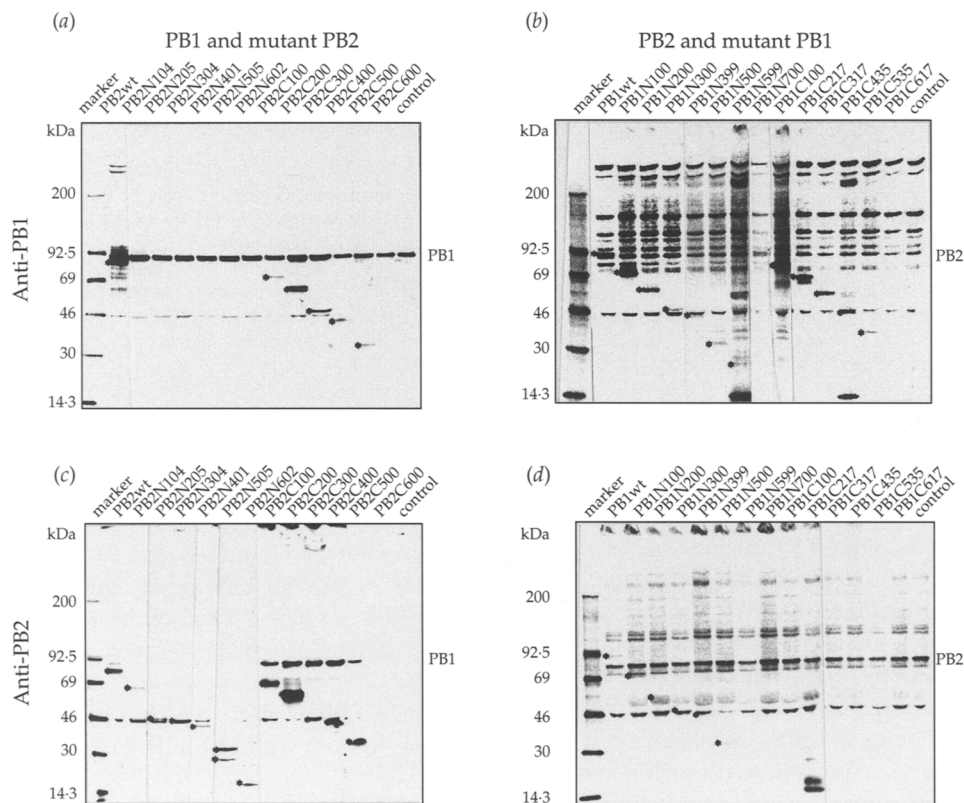 (a)
PB1 and mutant PB2
marker
PB2wt
PB2N104
PB2N205
PB2N304
PB2N401
PB2N505
PB2N602
PB2C100
PB2C200
PB2C300
PB2C400
PB2C500
PB2C600
control
kDa
200
92·5
69
46
30
14·3
Anti-PB1
PB1
(b)
PB2 and mutant PB1
marker
PB1wt
PB1N100
PB1N200
PB1N300
PB1N399
PB1N500
PB1N599
PB1N700
PB1C100
PB1C217
PB1C317
PB1C435
PB1C535
PB1C617
control
kDa
200
92·5
69
46
30
14·3
PB2
(c)
marker
PB2wt
PB2N104
PB2N205
PB2N304
PB2N401
PB2N505
PB2N602
PB2C100
PB2C200
PB2C300
PB2C400
PB2C500
PB2C600
control
kDa
200
92·5
69
46
30
14·3
Anti-PB2
PB1
(d)
marker
PB1wt
PB1N100
PB1N200
PB1N300
PB1N399
PB1N500
PB1N599
PB1N700
PB1C100
PB1C217
PB1C317
PB1C435
PB1C535
PB1C617
control
kDa
200
92·5
69
46
30
14·3
PB2